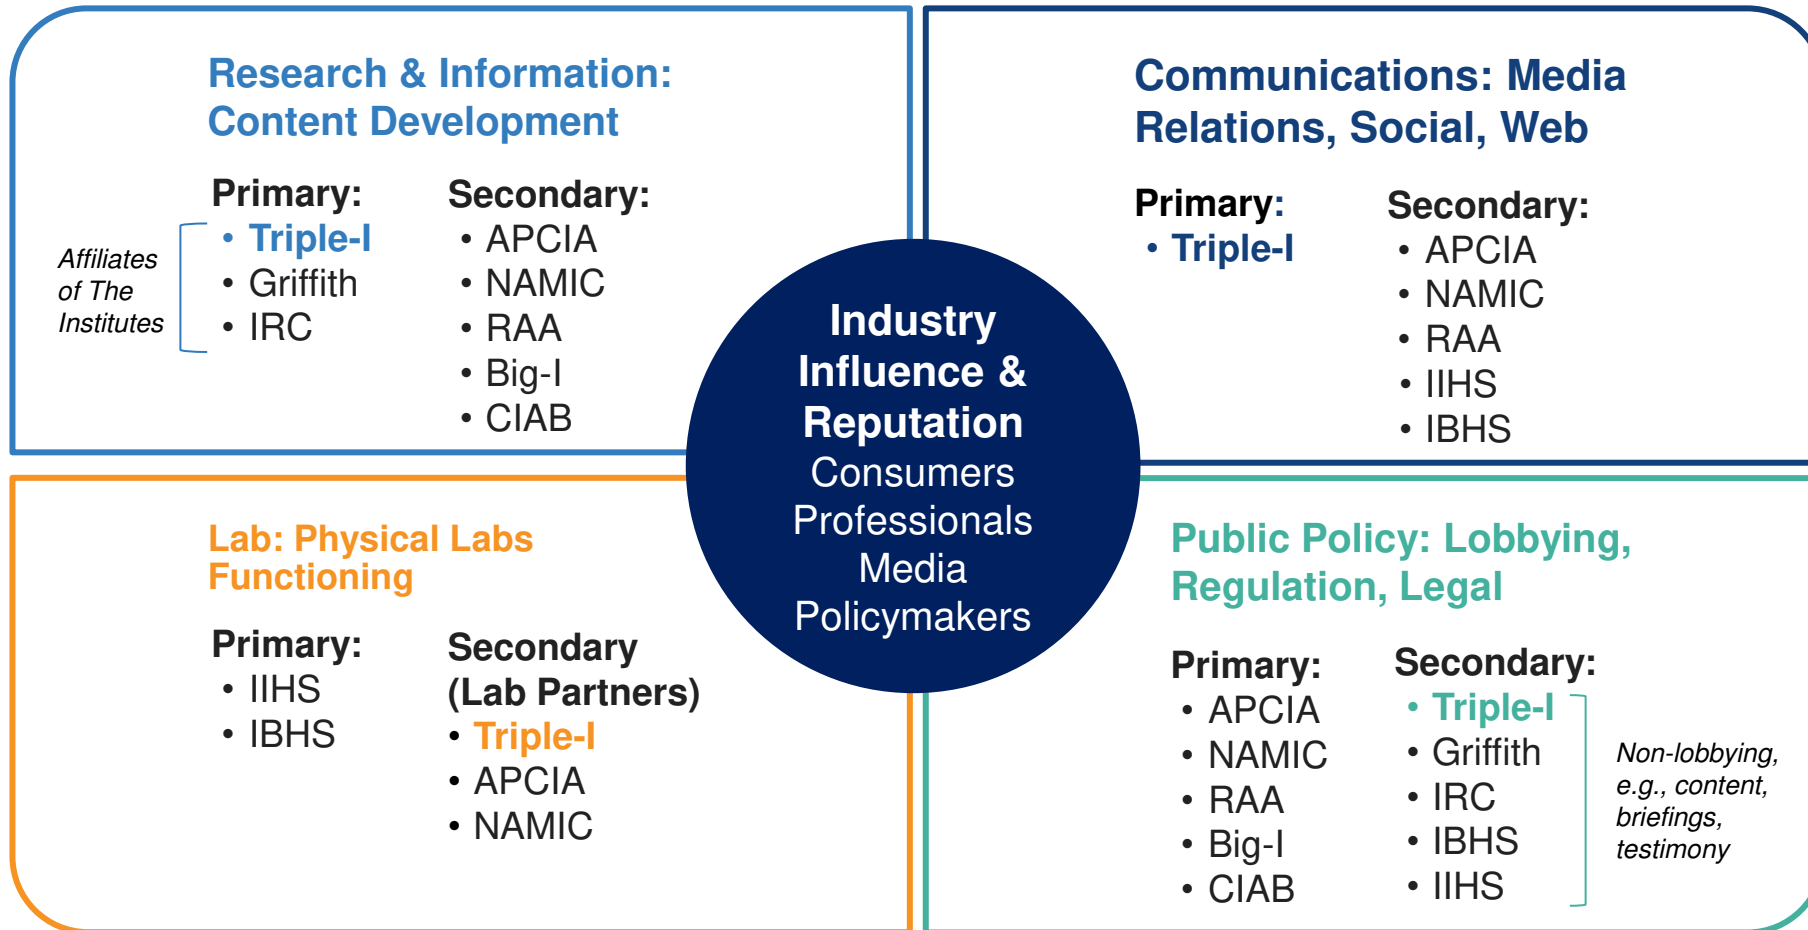 Research & Information:
Content Development
Primary:
• Triple-I
• Griffith
• IRC
Affiliates
of The
Institutes
Secondary:
• APCIA
• NAMIC
• RAA
• Big-I
• CIAB
Communications: Media
Relations, Social, Web
Primary:
• Triple-I
Secondary:
• APCIA
• NAMIC
• RAA
• IIHS
• IBHS
Industry
Influence &
Reputation
Consumers
Professionals
Media
Policymakers
Lab: Physical Labs
Functioning
Primary:
• IIHS
• IBHS
Secondary
(Lab Partners)
• Triple-I
• APCIA
• NAMIC
Public Policy: Lobbying,
Regulation, Legal
Primary:
• APCIA
• NAMIC
• RAA
• Big-I
• CIAB
Secondary:
• Triple-I
• Griffith
• IRC
• IBHS
• IIHS
Non-lobbying,
e.g., content,
briefings,
testimony